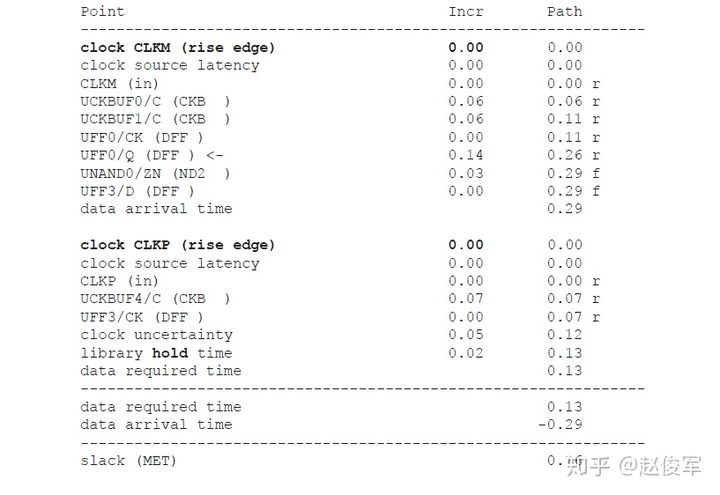 Point Incr Path
clock CLKM (rise edge) 0.00 0.00
clock source latency 0.00 0.00
CLKM (in) 0.00 0.00 r
UCKBUF0/C (CKB ) 0.06 0.06 r
UCKBUF1/C (CKB ) 0.06 0.11 r
UFF0/CK (DFF ) 0.00 0.11 r
UFF0/Q (DFF ) <- 0.14 0.26 r
UNAND0/ZN (ND2 ) 0.03 0.29 f
UFF3/D (DFF ) 0.00 0.29 f
data arrival time 0.29
clock CLKP (rise edge) 0.00 0.00
clock source latency 0.00 0.00
CLKP (in) 0.00 0.00 r
UCKBUF4/C (CKB ) 0.07 0.07 r
UFF3/CK (DFF ) 0.00 0.07 r
clock uncertainty 0.05 0.12
library hold time 0.02 0.13
data required time 0.13
data required time 0.13
data arrival time -0.29
slack (MET) 0.16
知乎 @赵俊军